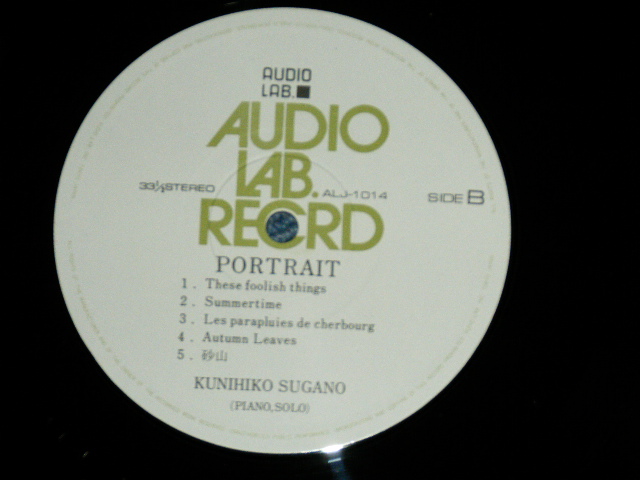 AUDIO
LAB.
AUDIO
LAB.
RECRD
33⅓STEREO
ALJ-1014
SIDE B
PORTRAIT
1. These foolish things
2. Summertime
3. Les parapluies de cherbourg
4. Autumn Leaves
5. 砂山
KUNIHIKO SUGANO
(PIANO, SOLO)